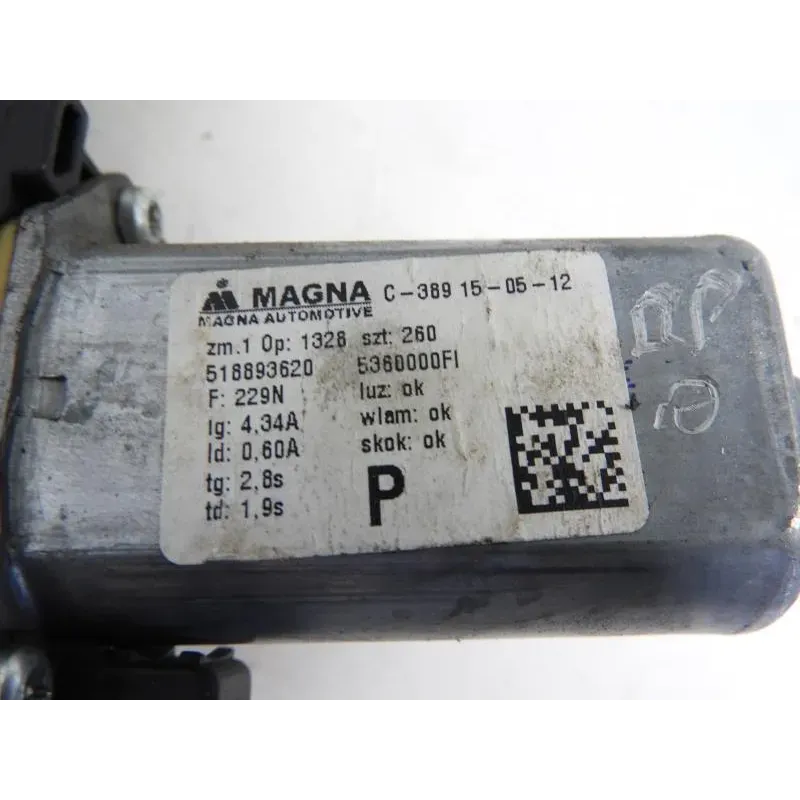 MAGNA C-389 15-05-12
MAGNA AUTOMOTIVE
zm.1 Op: 1328 szt: 260
518893620 5360000FI
F: 229N luz: ok
Ig: 4,34A wlam: ok
Id: 0,60A skok: ok
tg: 2,8s
td: 1,9s
P